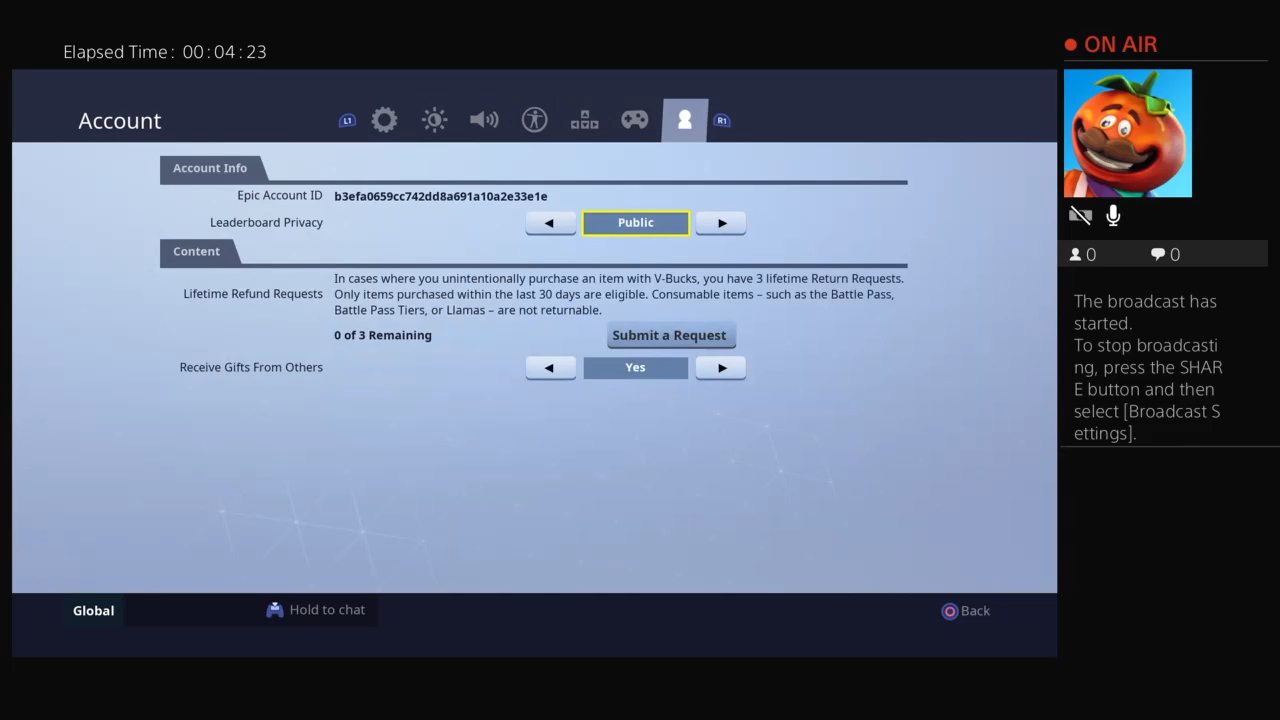 Elapsed Time: 00:04:23
ON AIR
Account
L1
R1
Account Info
Epic Account ID
b3efa0659cc742dd8a691a10a2e33e1e
Leaderboard Privacy
Public
Content
Lifetime Refund Requests
In cases where you unintentionally purchase an item with V-Bucks, you have 3 lifetime Return Requests.
Only items purchased within the last 30 days are eligible. Consumable items – such as the Battle Pass,
Battle Pass Tiers, or Llamas – are not returnable.
0 of 3 Remaining
Submit a Request
Receive Gifts From Others
Yes
0
0
The broadcast has
started.
To stop broadcasti
ng, press the SHAR
E button and then
select [Broadcast S
ettings].
Global
Hold to chat
Back